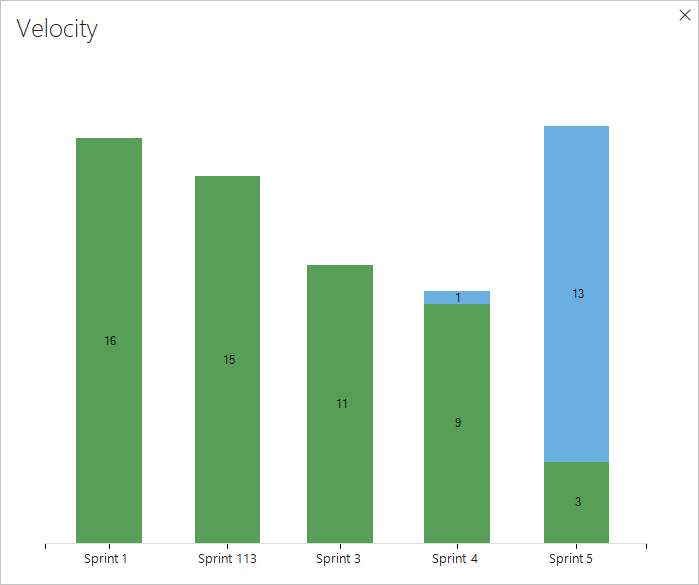 Velocity
16
15
11
1
9
13
3
Sprint 1
Sprint 113
Sprint 3
Sprint 4
Sprint 5